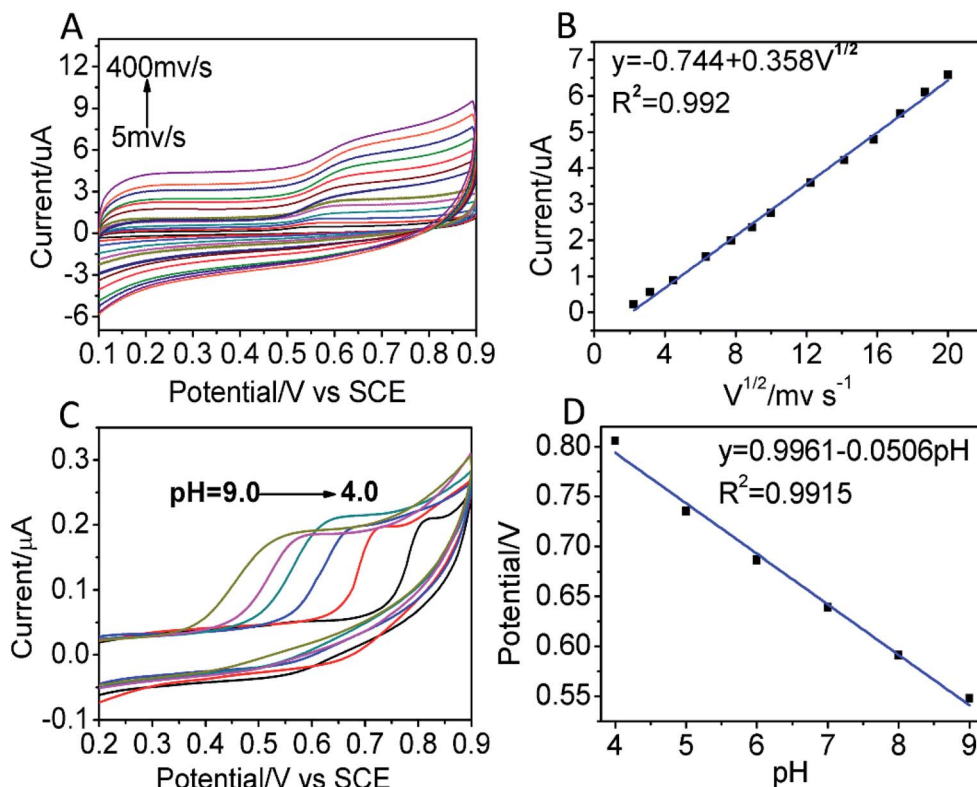 A
400mv/s
5mv/s
12
9
6
3
0
-3
-6
0.1 0.2 0.3 0.4 0.5 0.6 0.7 0.8 0.9
Current/uA
Potential/V vs SCE
B
y=-0.744+0.358V^1/2
R²=0.992
7
6
5
4
3
2
1
0
0 4 8 12 16 20
Current/uA
V^1/2/mv s⁻¹
C
pH=9.0 4.0
0.3
0.2
0.1
0.0
-0.1
0.2 0.3 0.4 0.5 0.6 0.7 0.8 0.9
Current/μA
Potential/V vs SCE
D
y=0.9961-0.0506pH
R²=0.9915
0.80
0.75
0.70
0.65
0.60
0.55
4 5 6 7 8 9
Potential/V
pH